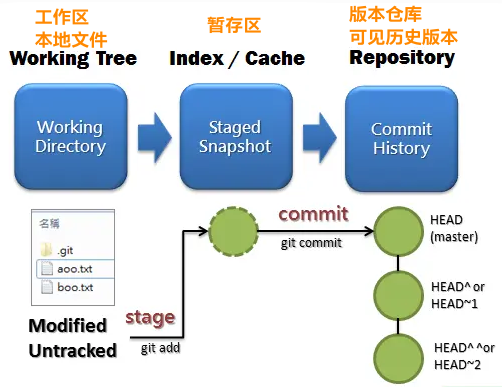 工作区
本地文件
Working Tree
暂存区
Index / Cache
版本仓库
可见历史版本
Repository
Working
Directory
Staged
Snapshot
Commit
History
名稱
.git
aoo.txt
boo.txt
Modified
Untracked
stage
git add
commit
git commit
HEAD
(master)
HEAD^ or
HEAD~1
HEAD^ ^or
HEAD~2